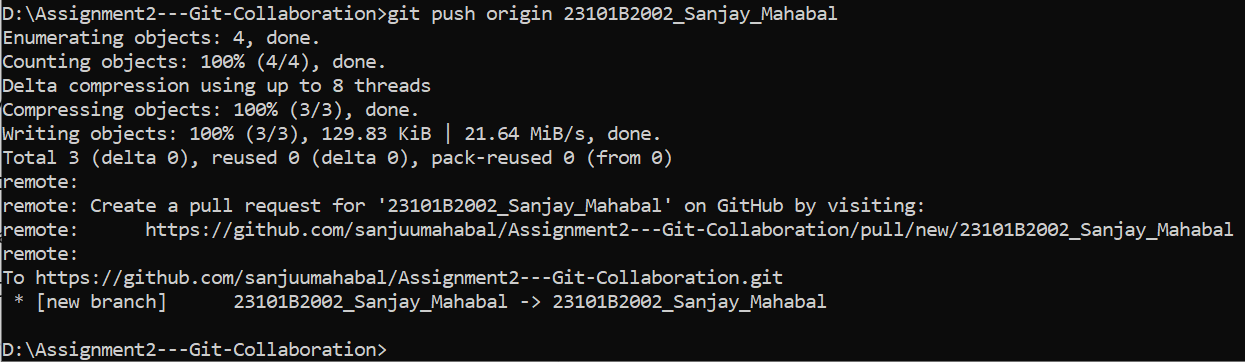 D:\Assignment2---Git-Collaboration>git push origin 23101B2002_Sanjay_Mahabal
Enumerating objects: 4, done.
Counting objects: 100% (4/4), done.
Delta compression using up to 8 threads
Compressing objects: 100% (3/3), done.
Writing objects: 100% (3/3), 129.83 KiB | 21.64 MiB/s, done.
Total 3 (delta 0), reused 0 (delta 0), pack-reused 0 (from 0)
remote:
remote: Create a pull request for '23101B2002_Sanjay_Mahabal' on GitHub by visiting:
remote:      https://github.com/sanjuumahabal/Assignment2---Git-Collaboration/pull/new/23101B2002_Sanjay_Mahabal
remote:
To https://github.com/sanjuumahabal/Assignment2---Git-Collaboration.git
 * [new branch]      23101B2002_Sanjay_Mahabal -> 23101B2002_Sanjay_Mahabal
D:\Assignment2---Git-Collaboration>